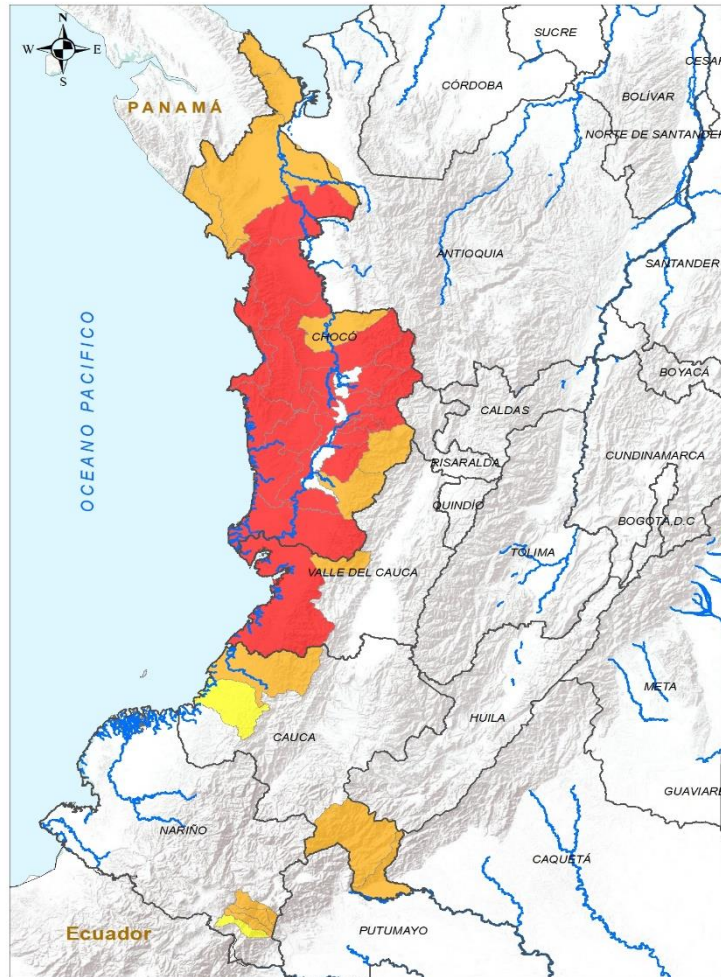 SUCRE
N
W E
S
CESAR
CÓRDOBA
BOLÍVAR
PANAMÁ
NORTE DE SANTANDER
ANTIOQUIA
SANTANDER
OCEANO PACIFICO
CHOCÓ
BOYACÁ
CALDAS
CUNDINAMARCA
RISARALDA
QUINDÍO
BOGOTÁ, D.C
TOLIMA
VALLE DEL CAUCA
META
HUILA
CAUCA
GUAVIARE
NARIÑO
CAQUETÁ
PUTUMAYO
Ecuador